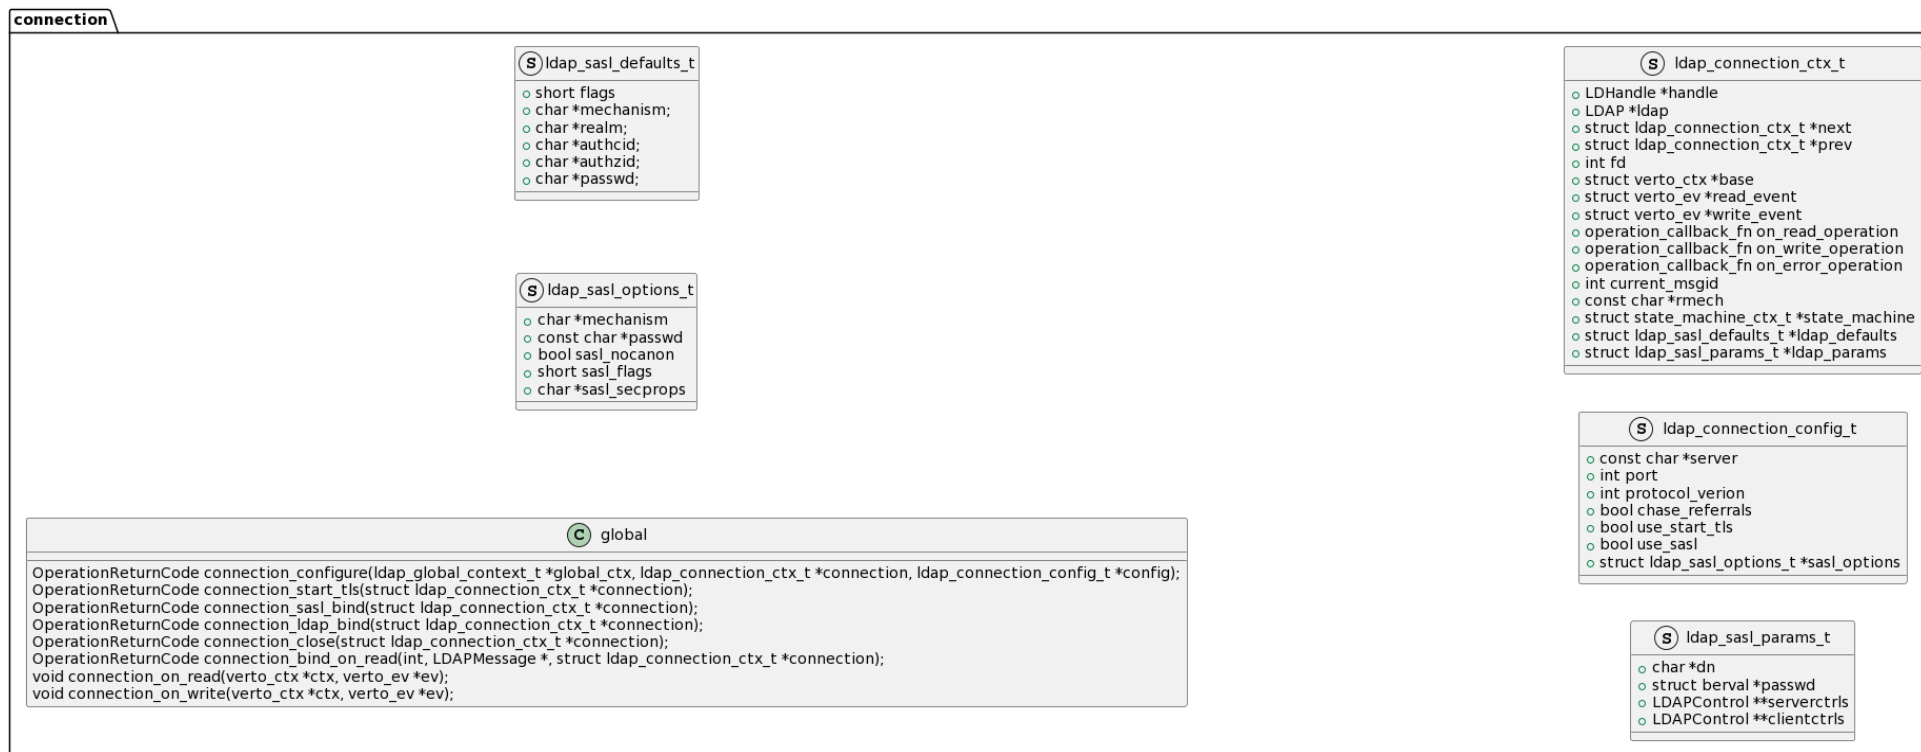 connection
S ldap_sasl_defaults_t
short flags
char *mechanism;
char *realm;
char *authcid;
char *authzid;
char *passwd;
S ldap_connection_ctx_t
LDHandle *handle
LDAP *ldap
struct ldap_connection_ctx_t *next
struct ldap_connection_ctx_t *prev
int fd
struct verto_ctx *base
struct verto_ev *read_event
struct verto_ev *write_event
operation_callback_fn on_read_operation
operation_callback_fn on_write_operation
operation_callback_fn on_error_operation
int current_msgid
const char *rmech
struct state_machine_ctx_t *state_machine
struct ldap_sasl_defaults_t *ldap_defaults
struct ldap_sasl_params_t *ldap_params
S ldap_sasl_options_t
char *mechanism
const char *passwd
bool sasl_nocanon
short sasl_flags
char *sasl_secprops
S ldap_connection_config_t
const char *server
int port
int protocol_verion
bool chase_referrals
bool use_start_tls
bool use_sasl
struct ldap_sasl_options_t *sasl_options
C global
OperationReturnCode connection_configure(ldap_global_context_t *global_ctx, ldap_connection_ctx_t *connection, ldap_connection_config_t *config);
OperationReturnCode connection_start_tls(struct ldap_connection_ctx_t *connection);
OperationReturnCode connection_sasl_bind(struct ldap_connection_ctx_t *connection);
OperationReturnCode connection_ldap_bind(struct ldap_connection_ctx_t *connection);
OperationReturnCode connection_close(struct ldap_connection_ctx_t *connection);
OperationReturnCode connection_bind_on_read(int, LDAPMessage *, struct ldap_connection_ctx_t *connection);
void connection_on_read(verto_ctx *ctx, verto_ev *ev);
void connection_on_write(verto_ctx *ctx, verto_ev *ev);
S ldap_sasl_params_t
char *dn
struct berval *passwd
LDAPControl **serverctrls
LDAPControl **clientctrls